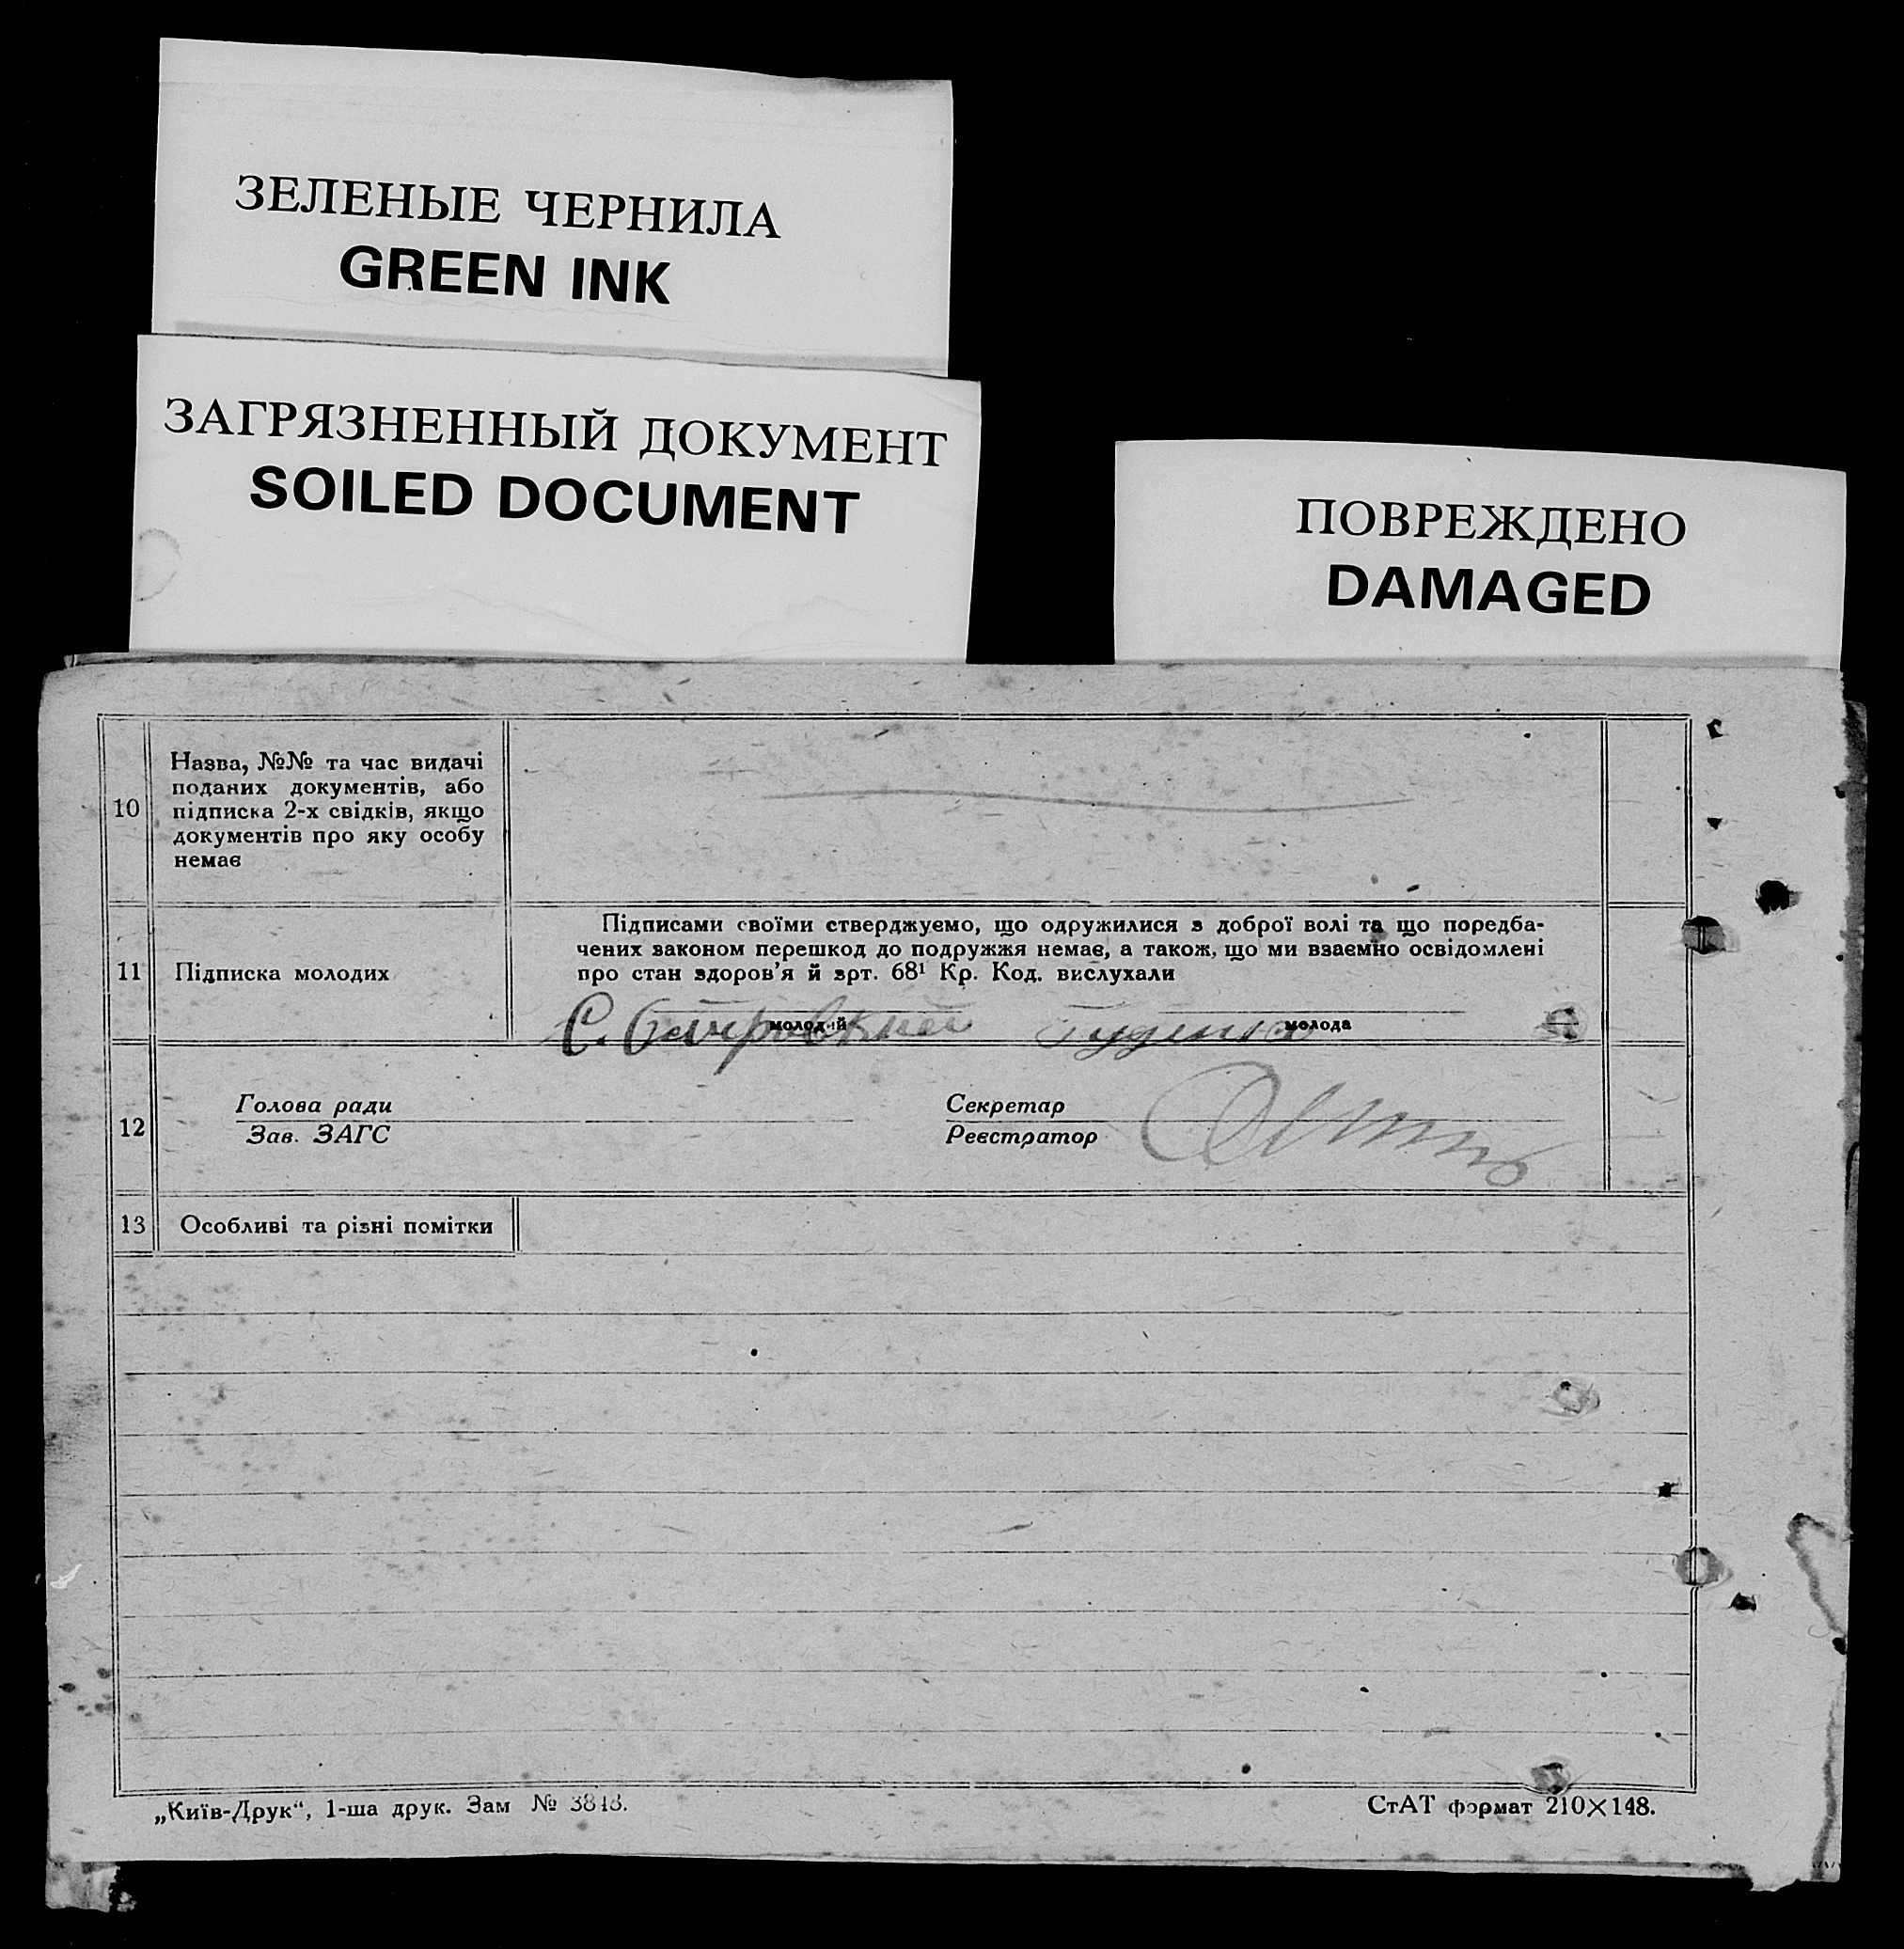 ЗЕЛЕНЫЕ ЧЕРНИЛА
GREEN INK
ЗАГРЯЗНЕННЫЙ ДОКУМЕНТ
SOILED DOCUMENT
ПОВРЕЖДЕНО
DAMAGED
10
Назва, №№ та час видачі
поданих документів, або
підписка 2-х свідків, якщо
документів про яку особу
немає
11
Підписка молодих
Підписами своїми стверджуємо, що одружилися з доброї волі та що поредба-
чених законом перешкод до подружжя немає, а також, що ми взаємно освідомлені
про стан здоров'я й арт. 68¹ Кр. Код. вислухали
С. Островский
молодий
молода
12
Голова ради
Зав. ЗАГС
Секретар
Реєстратор
13
Особливі та різні помітки
„Київ-Друк“, 1-ша друк. Зам №
СтАТ формат 210×148.